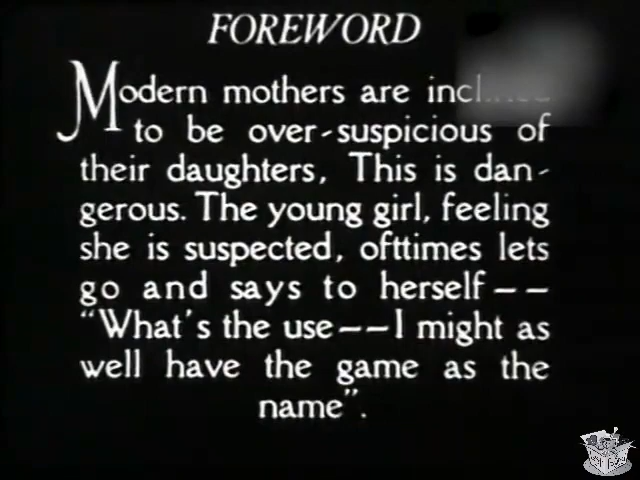 FOREWORD
Modern mothers are
to be over-suspicious of
their daughters. This is dan-
gerous. The young girl, feeling
she is suspected, ofttimes lets
go and says to herself--
"What's the use--I might as
well have the game as the
name".